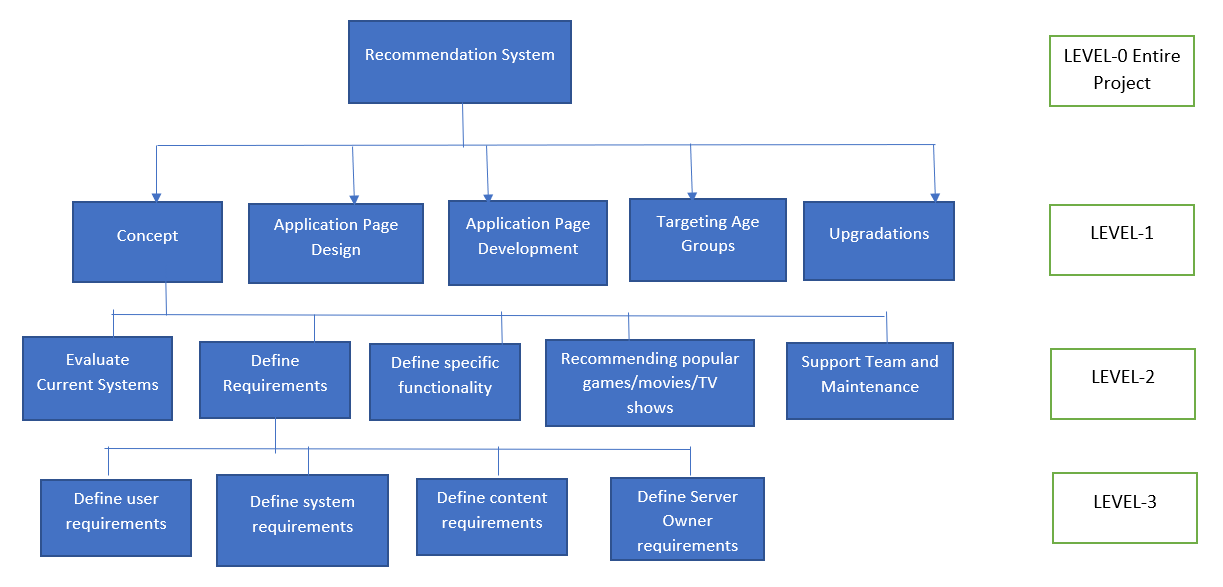 Recommendation System
LEVEL-0 Entire
Project
Concept
Application Page
Design
Application Page
Development
Targeting Age
Groups
Upgradations
LEVEL-1
Evaluate
Current Systems
Define
Requirements
Define specific
functionality
Recommending popular
games/movies/TV
shows
Support Team and
Maintenance
LEVEL-2
Define user
requirements
Define system
requirements
Define content
requirements
Define Server
Owner
requirements
LEVEL-3